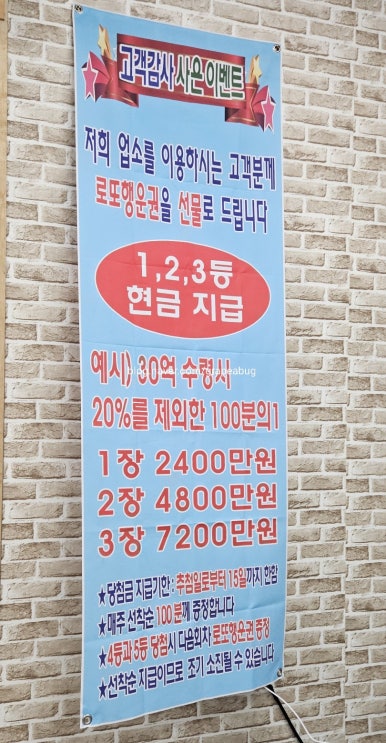 고객감사 사은 이벤트
저희 업소를 이용하시는 고객분께
로또행운권을 선물로 드립니다
1,2,3등
현금 지급
예시) 30억 수령시
blog.naver.com/grapeabug
20%를 제외한 100분의1
1장 2400만원
2장 4800만원
3장 7200만원
★당첨금 지급기한 : 추첨일로부터 15일까지 한함
★매주 선착순 100 분께 증정합니다
★4등과 5등 당첨시 다음회차 로또행운권 증정
★선착순 지급이므로 조기 소진될 수 있습니다